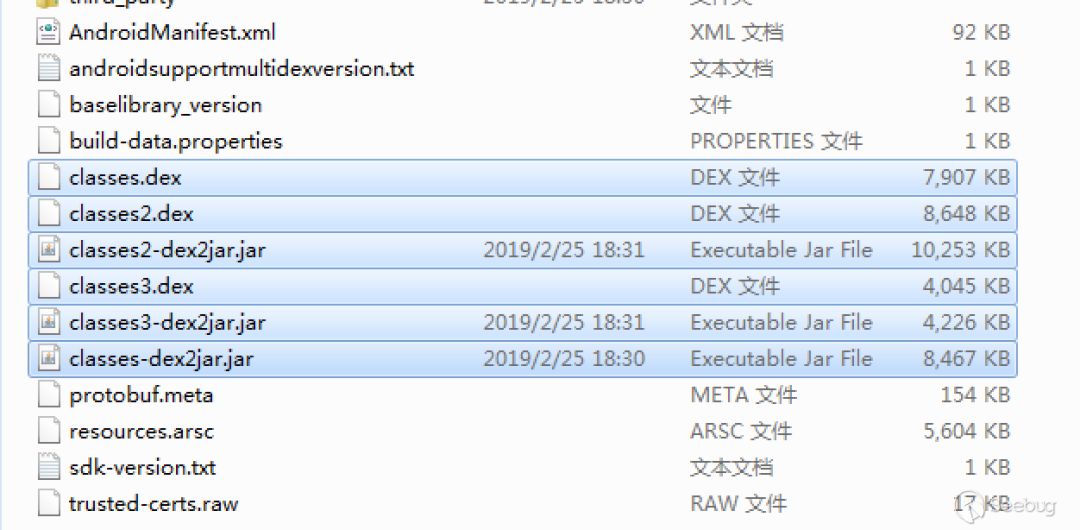 third_party 2019/2/25 18:30 文件夹
AndroidManifest.xml XML 文档 92 KB
androidsupportmultidexversion.txt 文本文档 1 KB
baselibrary_version 文件 1 KB
build-data.properties PROPERTIES 文件 1 KB
classes.dex DEX 文件 7,907 KB
classes2.dex DEX 文件 8,648 KB
classes2-dex2jar.jar 2019/2/25 18:31 Executable Jar File 10,253 KB
classes3.dex DEX 文件 4,045 KB
classes3-dex2jar.jar 2019/2/25 18:31 Executable Jar File 4,226 KB
classes-dex2jar.jar 2019/2/25 18:30 Executable Jar File 8,467 KB
protobuf.meta META 文件 154 KB
resources.arsc ARSC 文件 5,604 KB
sdk-version.txt 文本文档 1 KB
trusted-certs.raw RAW 文件 17 KB
Seebug